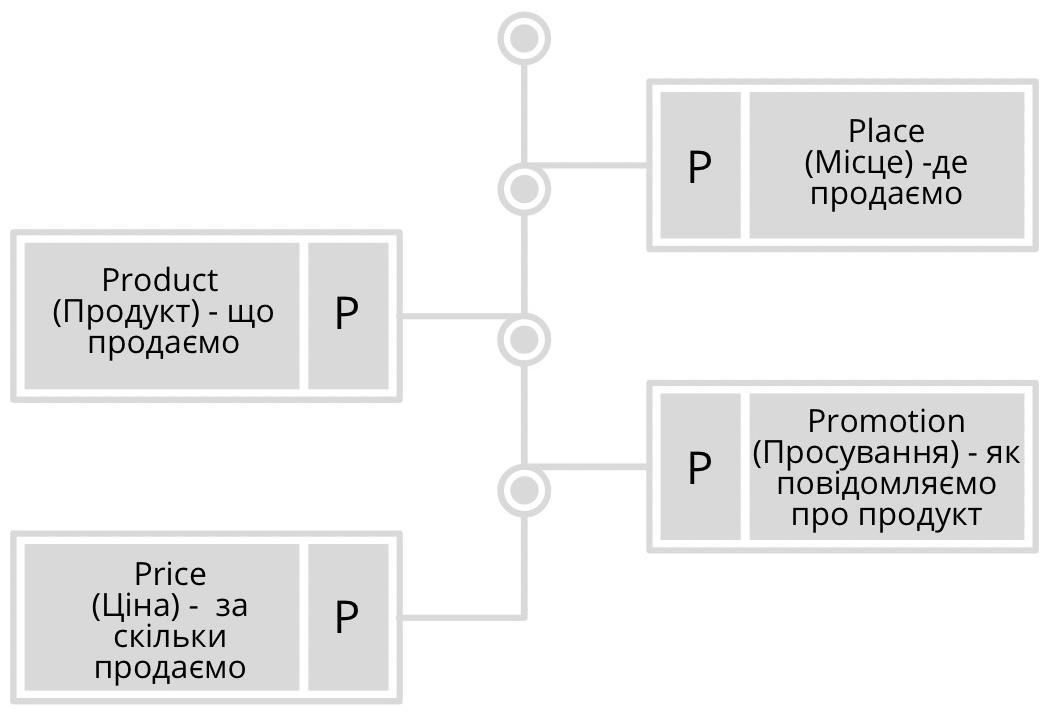 P
Place
(Місце) -де
продаємо
Product
(Продукт) - що
продаємо
P
P
Promotion
(Просування) - як
повідомляємо
про продукт
Price
(Ціна) -  за
скільки
продаємо
P